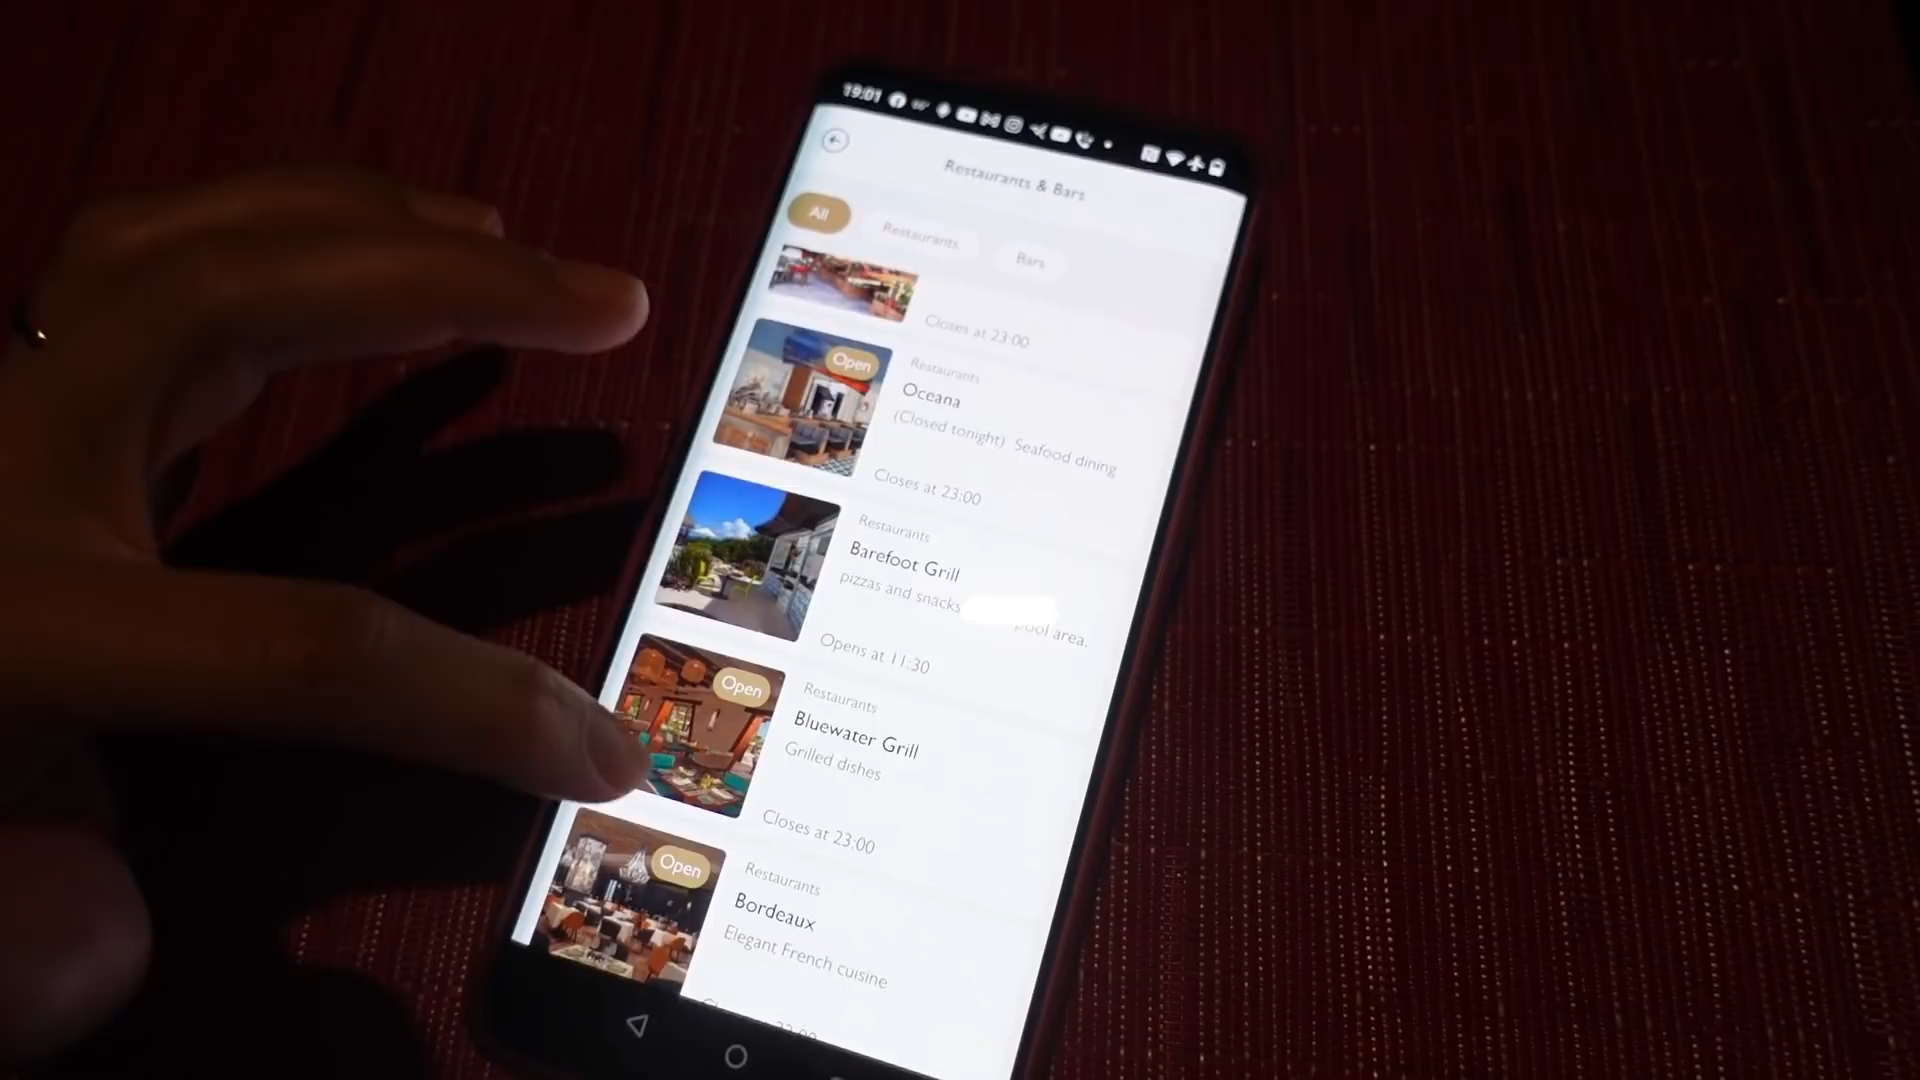 19:01
Restaurants & Bars
All
Restaurants
Bars
Closes at 23:00
Open
Restaurants
Oceana
(Closed tonight) Seafood dining
Closes at 23:00
Restaurants
Barefoot Grill
pizzas and snacks pool area.
Opens at 11:30
Open
Restaurants
Bluewater Grill
Grilled dishes
Closes at 23:00
Open
Restaurants
Bordeaux
Elegant French cuisine